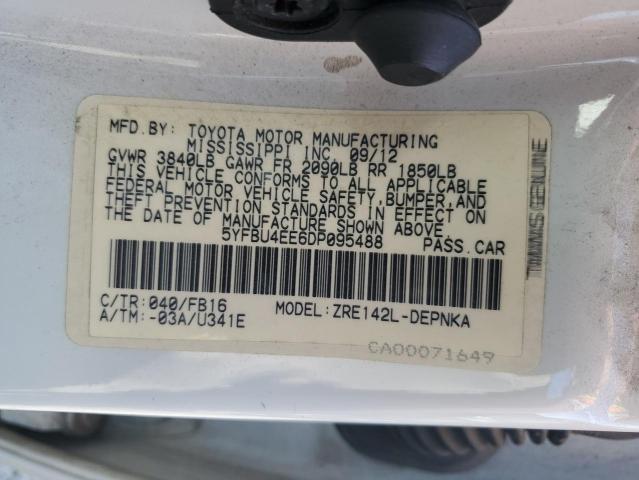 MFD.BY: TOYOTA MOTOR MANUFACTURING
MISSISSIPPI INC. 09/12
GVWR 3840LB GAWR FR 2090LB RR 1850LB
THIS VEHICLE CONFORMS TO ALL APPLICABLE
FEDERAL MOTOR VEHICLE SAFETY, BUMPER, AND
THEFT PREVENTION STANDARDS IN EFFECT ON
THE DATE OF MANUFACTURE SHOWN ABOVE.
5YFBU4EE6DP095488 PASS.CAR
C/TR:040/FB16 MODEL:ZRE142L-DEPNKA
A/TM:-03A/U341E
CA00071649
GENUINE